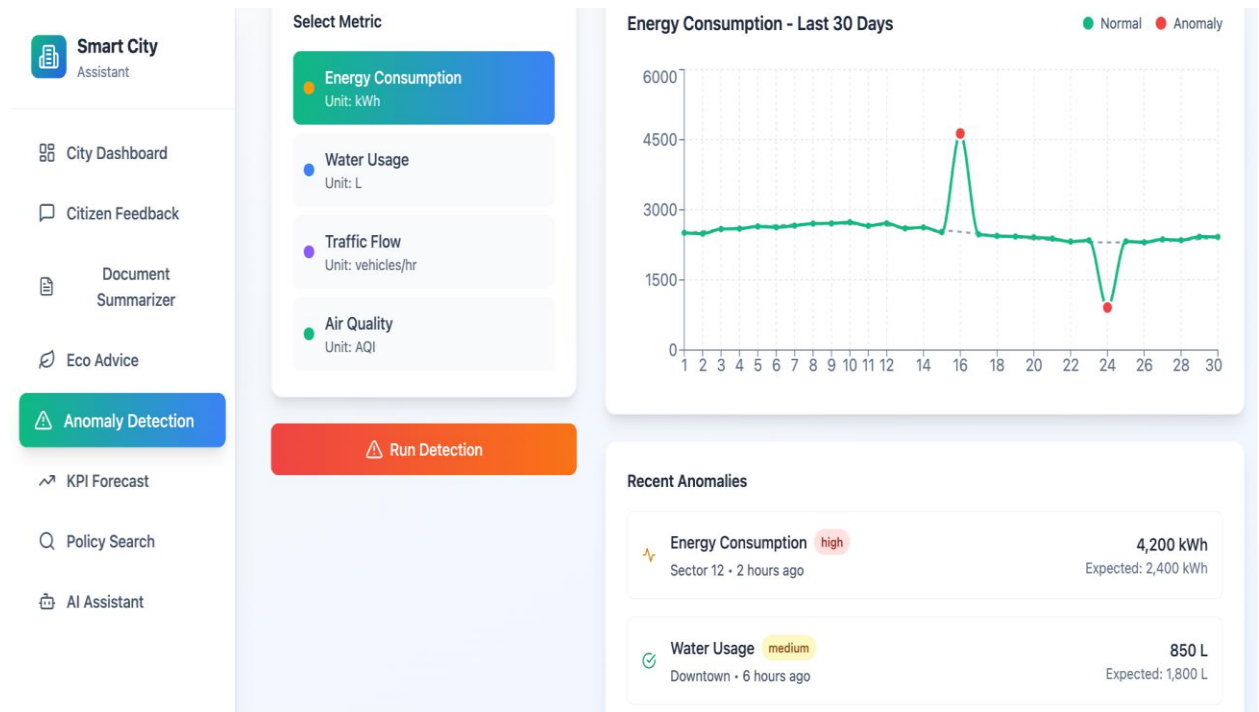 Smart City
Assistant
City Dashboard
Citizen Feedback
Document
Summarizer
Eco Advice
Anomaly Detection
KPI Forecast
Policy Search
AI Assistant
Select Metric
Energy Consumption
Unit: kWh
Water Usage
Unit: L
Traffic Flow
Unit: vehicles/hr
Air Quality
Unit: AQI
Run Detection
Energy Consumption - Last 30 Days
Normal Anomaly
6000
4500
3000
1500
0
1 2 3 4 5 6 7 8 9 10 11 12 14 16 18 20 22 24 26 28 30
Recent Anomalies
Energy Consumption high 4,200 kWh
Sector 12 • 2 hours ago Expected: 2,400 kWh
Water Usage medium 850 L
Downtown • 6 hours ago Expected: 1,800 L